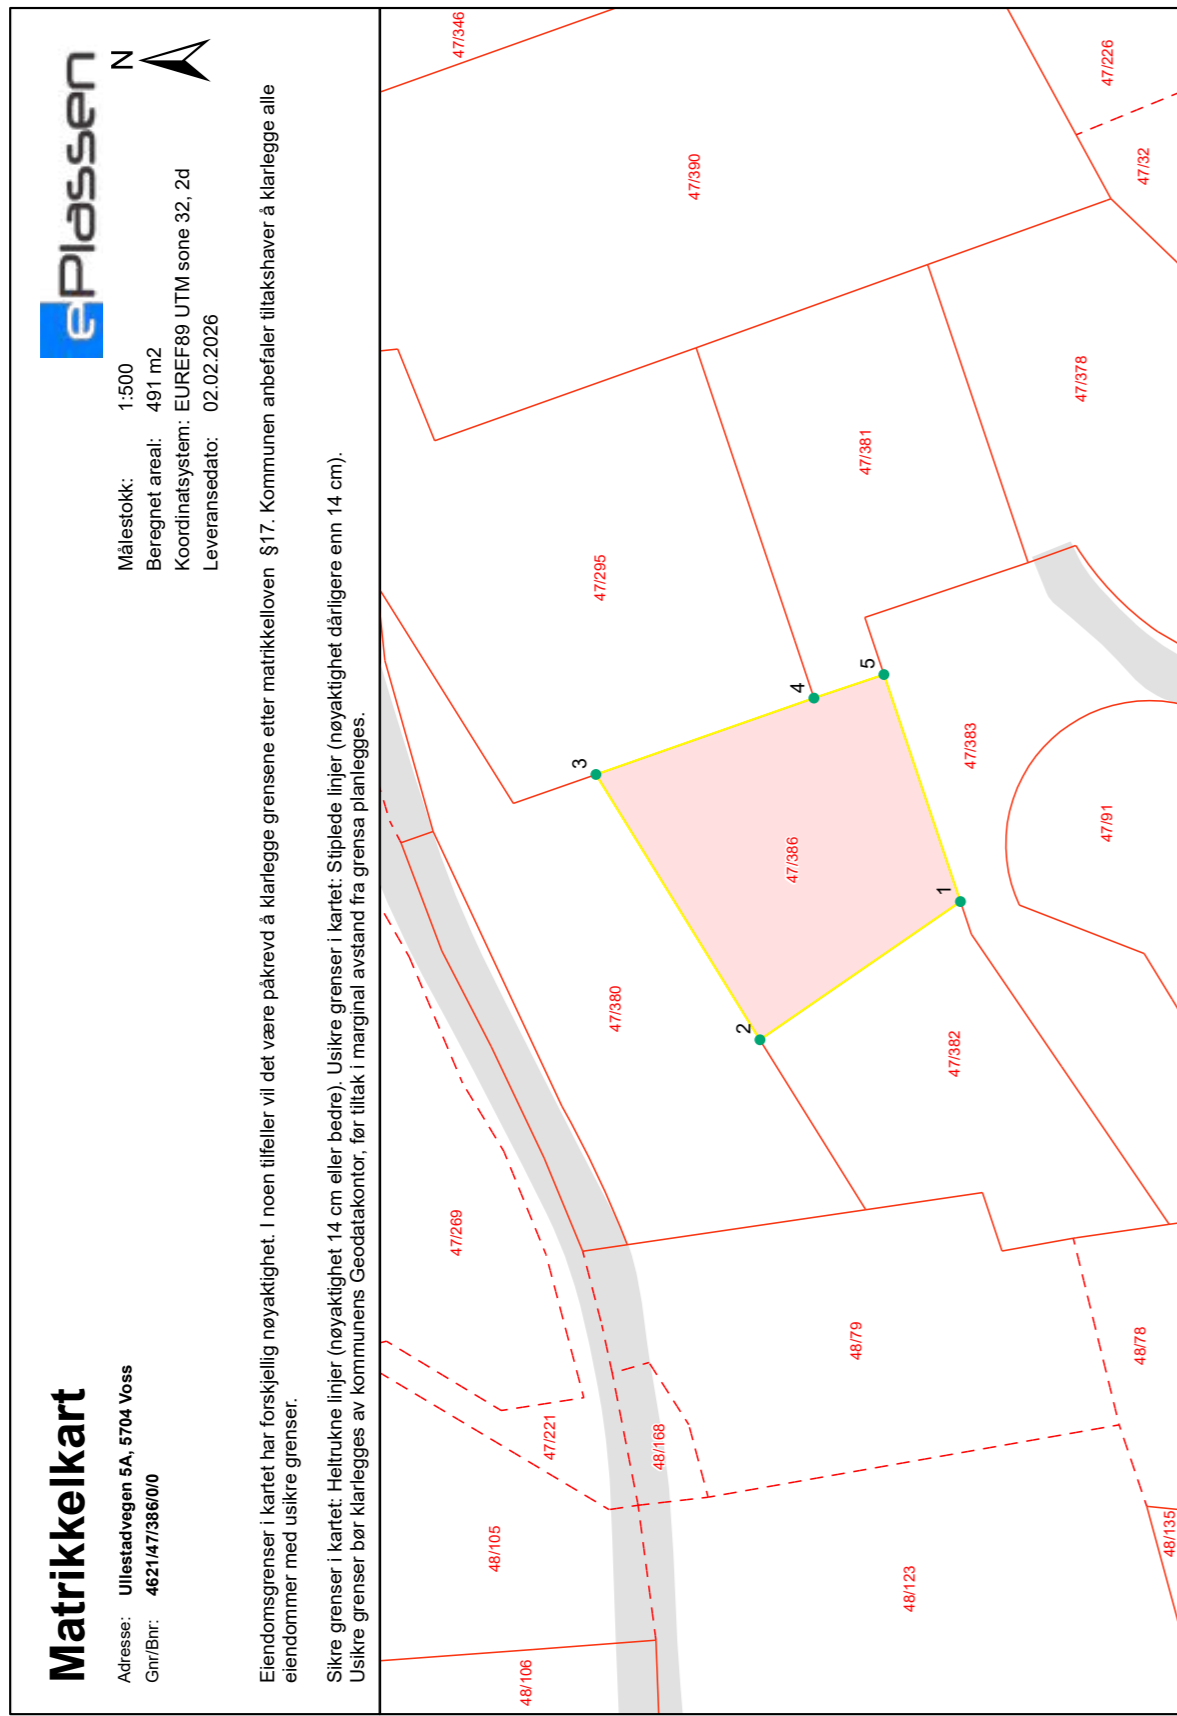 Matrikkelkart
ePlassen
N
Adresse: Ullestadvegen 5A, 5704 Voss
Gnr/Bnr: 4621/47/386/0/0
Målestokk: 1:500
Beregnet areal: 491 m2
Koordinatsystem: EUREF89 UTM sone 32, 2d
Leveransedato: 02.02.2026
Eiendomsgrenser i kartet har forskjellig nøyaktighet. I noen tilfeller vil det være påkrevd å klarlegge grensene etter matrikkelloven §17. Kommunen anbefaler tiltakshaver å klarlegge alle
eiendommer med usikre grenser.
Sikre grenser i kartet: Heltrukne linjer (nøyaktighet 14 cm eller bedre). Usikre grenser i kartet: Stiplede linjer (nøyaktighet dårligere enn 14 cm).
Usikre grenser bør klarlegges av kommunens Geodatakontor, før tiltak i marginal avstand fra grensa planlegges.
47/346
47/269
48/105
48/106
47/221
47/295
3
47/380
48/168
47/390
2
47/386
4
48/79
47/381
5
48/123
1
47/382
47/383
47/378
47/226
47/91
47/32
48/78
48/135